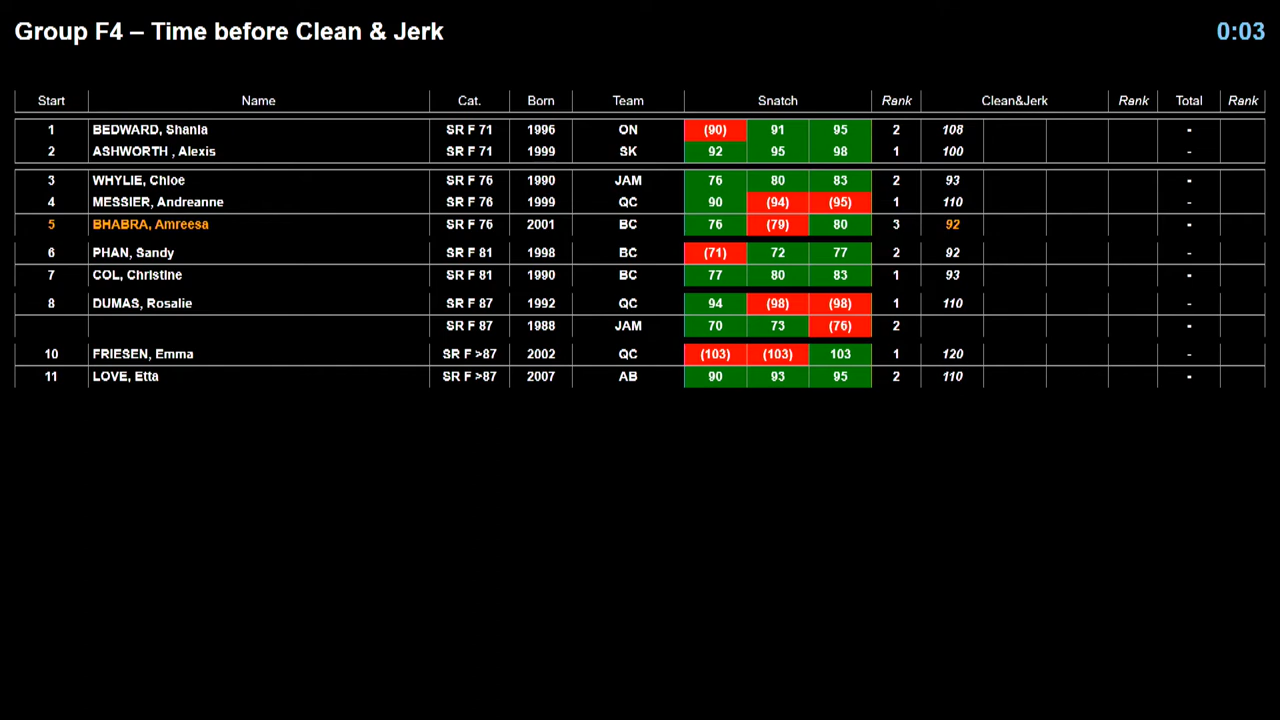 Group F4 – Time before Clean & Jerk 0:03
Start Name Cat. Born Team Snatch Rank Clean&Jerk Rank Total Rank
1 BEDWARD, Shania SR F 71 1996 ON (90) 91 95 2 108 -
2 ASHWORTH , Alexis SR F 71 1999 SK 92 95 98 1 100 -
3 WHYLIE, Chloe SR F 76 1990 JAM 76 80 83 2 93 -
4 MESSIER, Andreanne SR F 76 1999 QC 90 (94) (95) 1 110 -
5 BHABRA, Amreesa SR F 76 2001 BC 76 (79) 80 3 92 -
6 PHAN, Sandy SR F 81 1998 BC (71) 72 77 2 92 -
7 COL, Christine SR F 81 1990 BC 77 80 83 1 93 -
8 DUMAS, Rosalie SR F 87 1992 QC 94 (98) (98) 1 110 -
SR F 87 1988 JAM 70 73 (76) 2 -
10 FRIESEN, Emma SR F >87 2002 QC (103) (103) 103 1 120 -
11 LOVE, Etta SR F >87 2007 AB 90 93 95 2 110 -